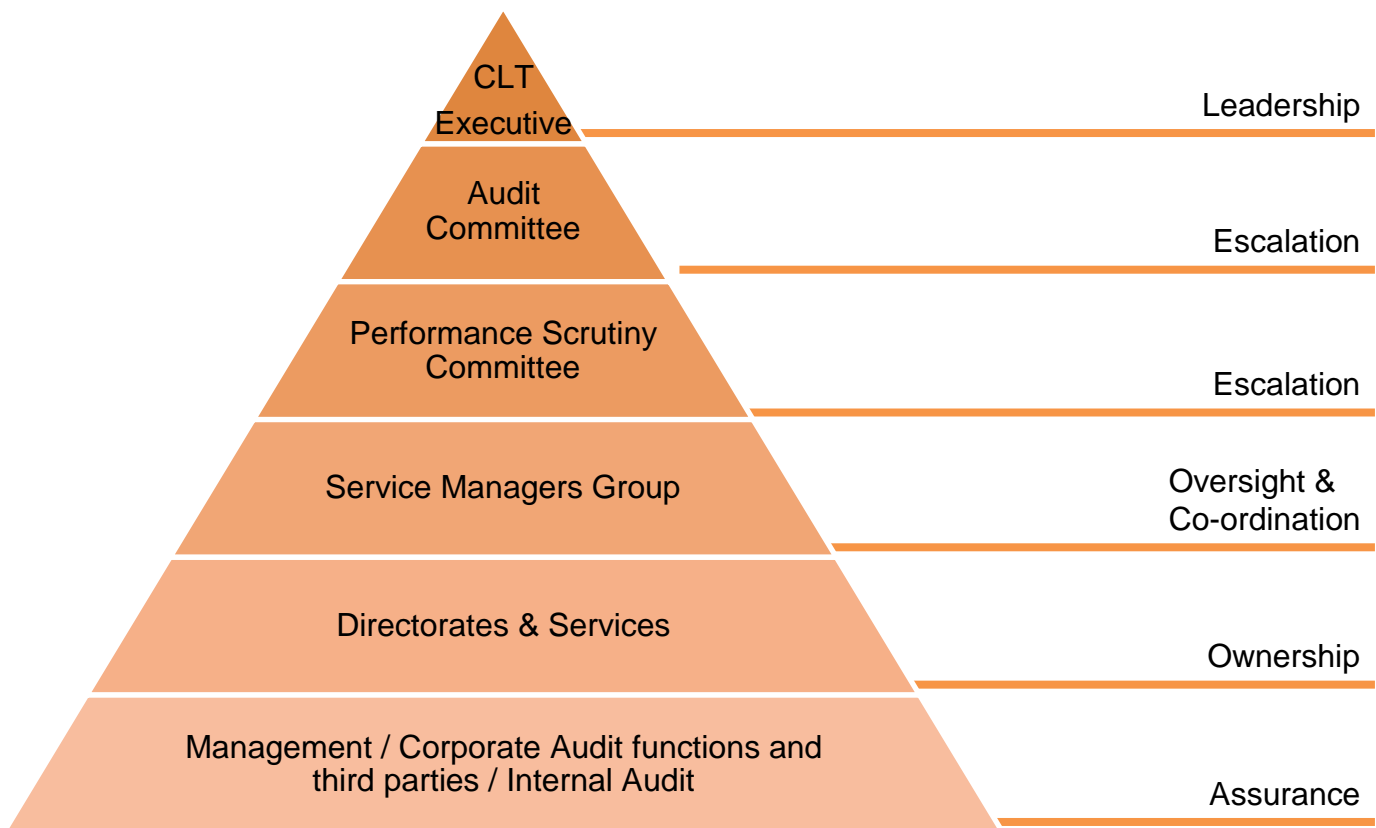 CLT
Executive
Leadership
Audit
Committee
Escalation
Performance Scrutiny
Committee
Escalation
Service Managers Group
Oversight &
Co-ordination
Directorates & Services
Ownership
Management / Corporate Audit functions and
third parties / Internal Audit
Assurance